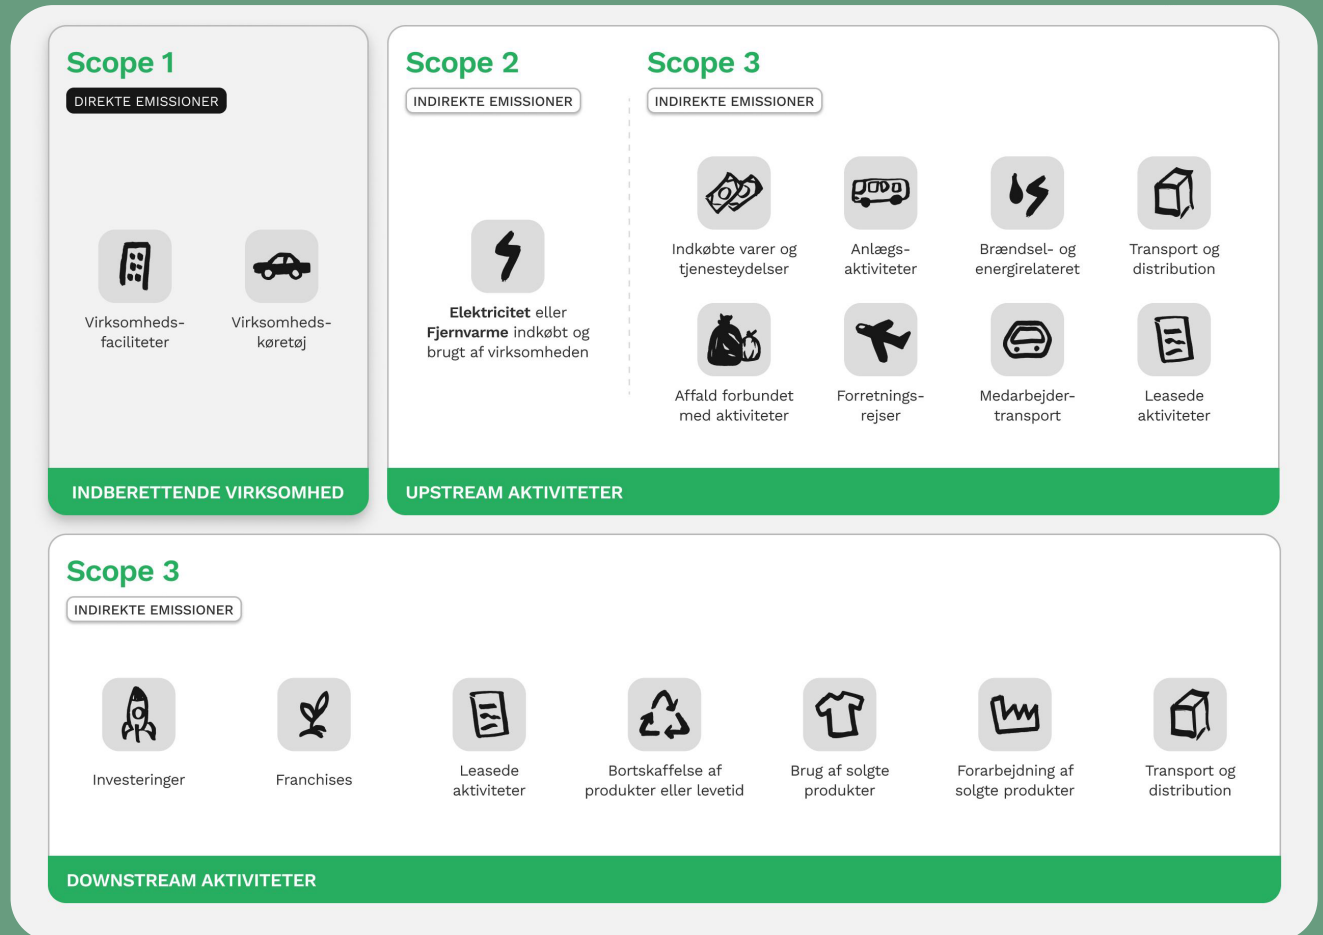 Scope 1
DIREKTE EMISSIONER
Virksomheds-
faciliteter
Virksomheds-
køretøj
INDBERETTENDE VIRKSOMHED
Scope 2
INDIREKTE EMISSIONER
Elektricitet eller
Fjernvarme indkøbt og
brugt af virksomheden
Scope 3
INDIREKTE EMISSIONER
Indkøbte varer og
tjenesteydelser
Anlægs-
aktiviteter
Brændsel- og
energirelateret
Transport og
distribution
Affald forbundet
med aktiviteter
Forretnings-
rejser
Medarbejder-
transport
Leasede
aktiviteter
UPSTREAM AKTIVITETER
Scope 3
INDIREKTE EMISSIONER
Investeringer
Franchises
Leasede
aktiviteter
Bortskaffelse af
produkter eller levetid
Brug af solgte
produkter
Forarbejdning af
solgte produkter
Transport og
distribution
DOWNSTREAM AKTIVITETER